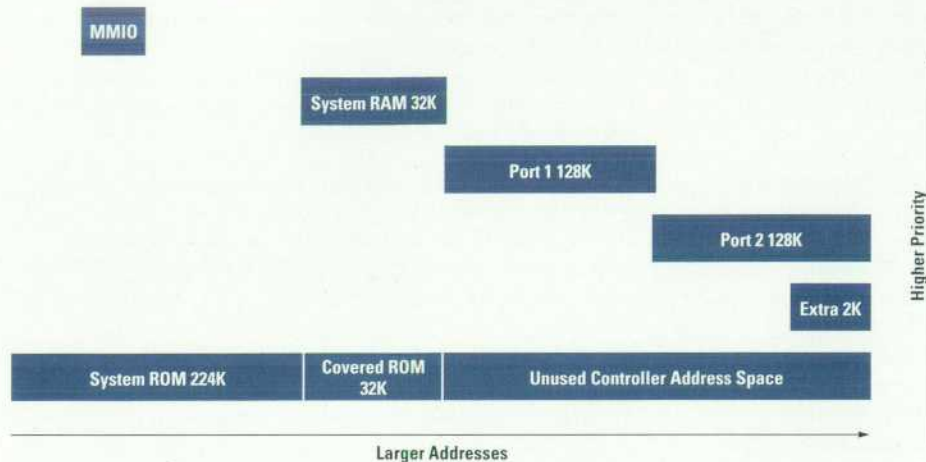 MMIO
System RAM 32K
Port 1 128K
Port 2 128K
Extra 2K
System ROM 224K
Covered ROM
32K
Unused Controller Address Space
Larger Addresses
Higher Priority